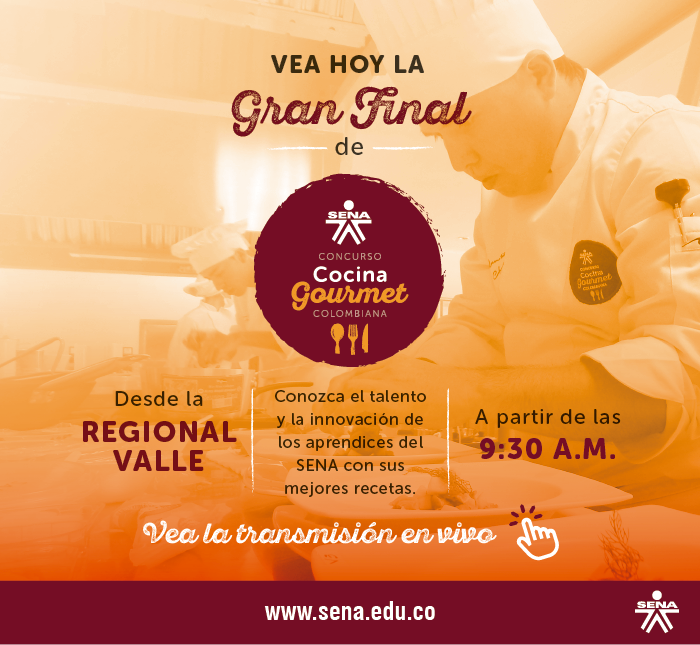 VEA HOY LA
Gran Final
de
SENA
CONCURSO
Cocina
Gourmet
COLOMBIANA
Desde la
REGIONAL
VALLE
Conozca el talento
y la innovación de
los aprendices del
SENA con sus
mejores recetas.
A partir de las
9:30 A.M.
Vea la transmisión en vivo
www.sena.edu.co
SENA
Cocina
Gourmet